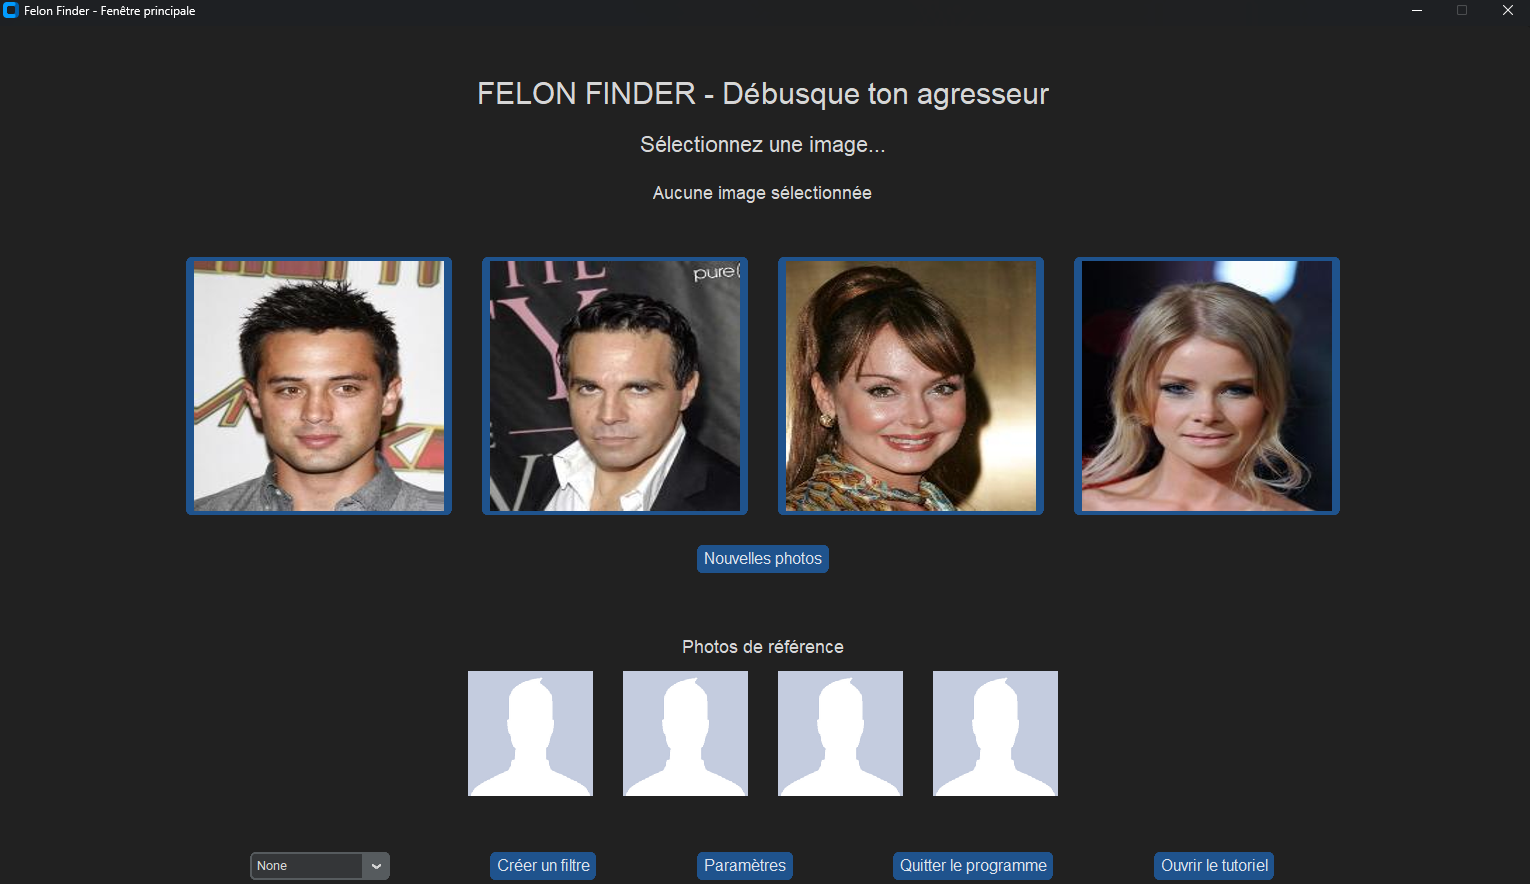 Felon Finder - Fenêtre principale
FELON FINDER - Débusque ton agresseur
Sélectionnez une image...
Aucune image sélectionnée
pure(
THE
Y
Nouvelles photos
Photos de référence
None
Créer un filtre
Paramètres
Quitter le programme
Ouvrir le tutoriel